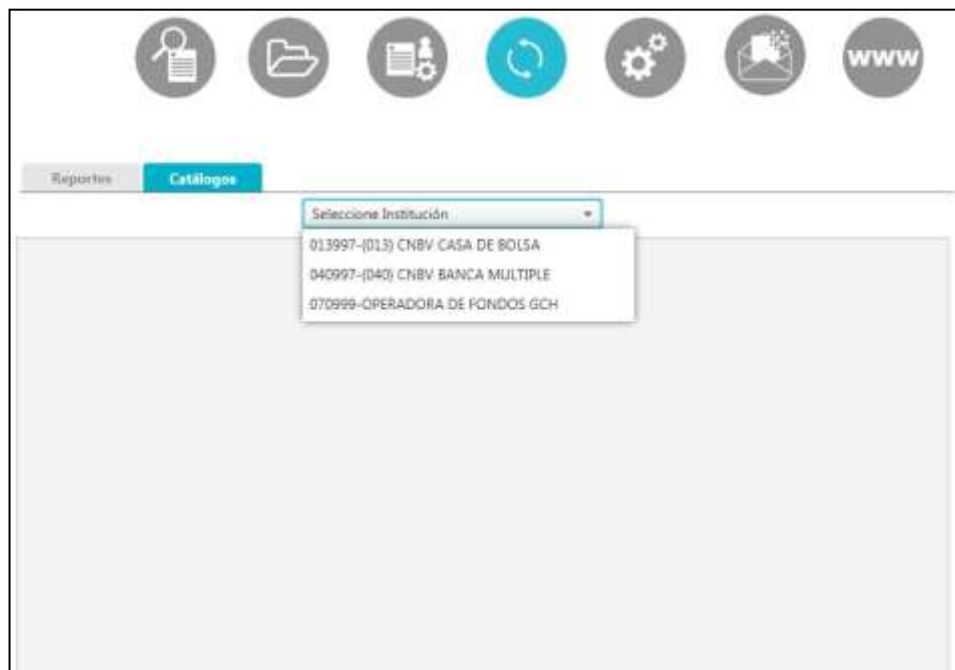 www
Reportes
Catálogos
Seleccione Institución
013997-(013) CNBV CASA DE BOLSA
040997-(040) CNBV BANCA MULTIPLE
070999-OPERADORA DE FONDOS GCH